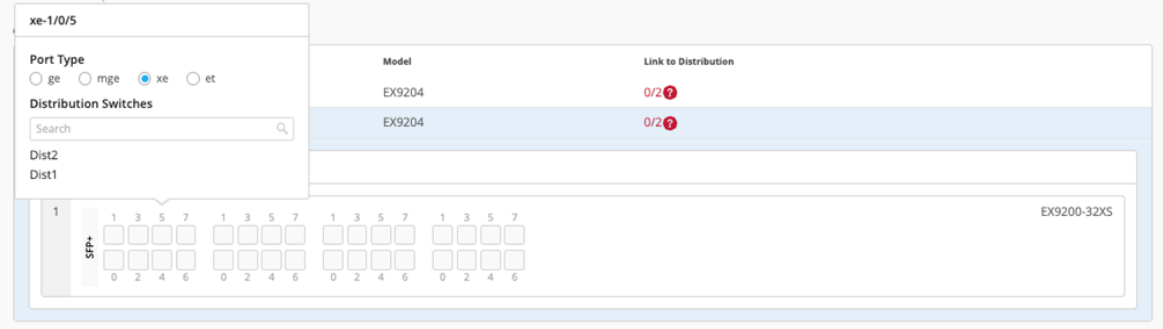 xe-1/0/5
Port Type
ge mge xe et
Distribution Switches
Search
Dist2
Dist1
Model Link to Distribution
EX9204 0/2?
EX9204 0/2?
1 EX9200-32XS
SFP+
1 3 5 7 1 3 5 7 1 3 5 7 1 3 5 7
0 2 4 6 0 2 4 6 0 2 4 6 0 2 4 6